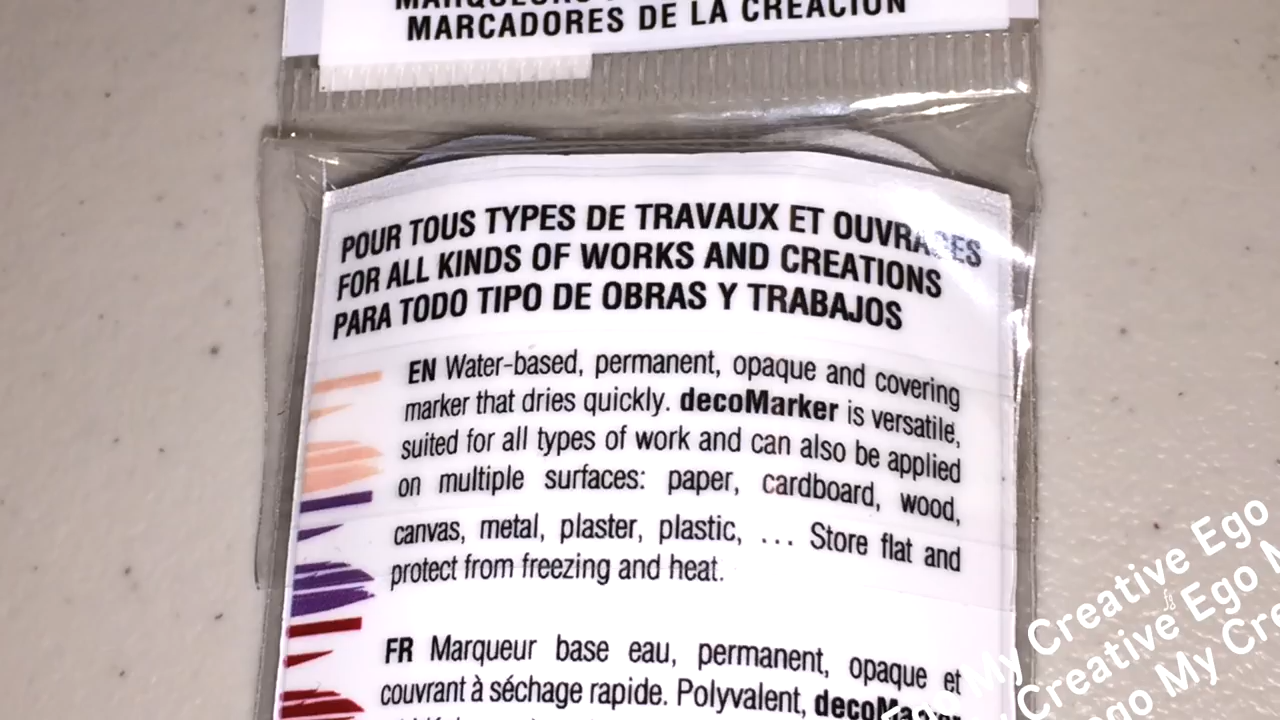 MARCADORES DE LA CREACIÓN
POUR TOUS TYPES DE TRAVAUX ET OUVRAGES
FOR ALL KINDS OF WORKS AND CREATIONS
PARA TODO TIPO DE OBRAS Y TRABAJOS
EN Water-based, permanent, opaque and covering
marker that dries quickly. decoMarker is versatile,
suited for all types of work and can also be applied
on multiple surfaces: paper, cardboard, wood,
canvas, metal, plaster, plastic, ... Store flat and
protect from freezing and heat.
FR Marqueur base eau, permanent, opaque et
couvrant à séchage rapide. Polyvalent, decoMarker
My Creative Ego
Creative Ego
Ego My